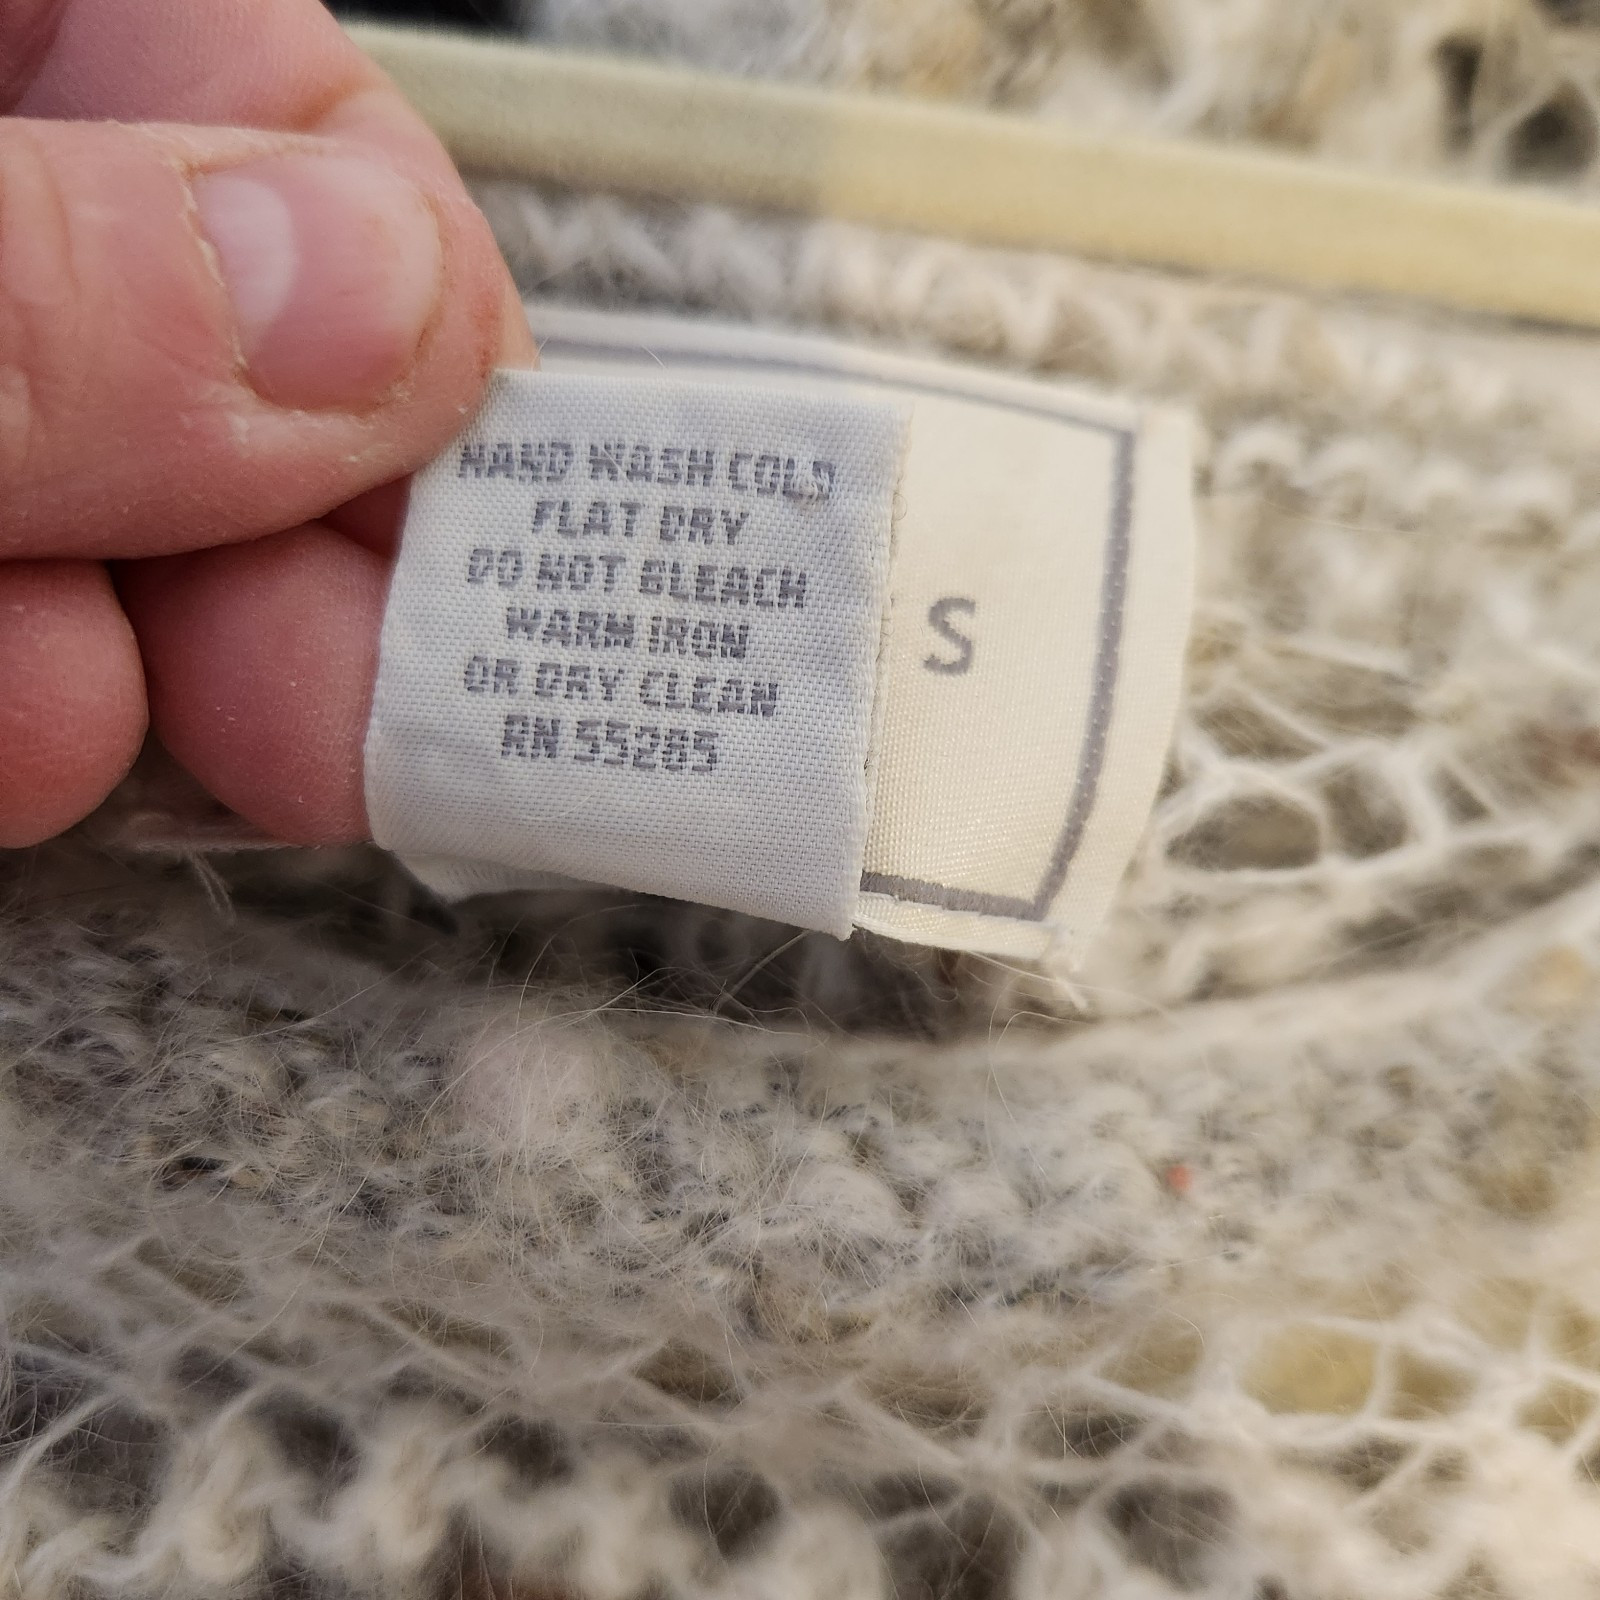 HAND WASH COLD
FLAT DRY
DO NOT BLEACH
WARM IRON
OR DRY CLEAN
RN 55285
S